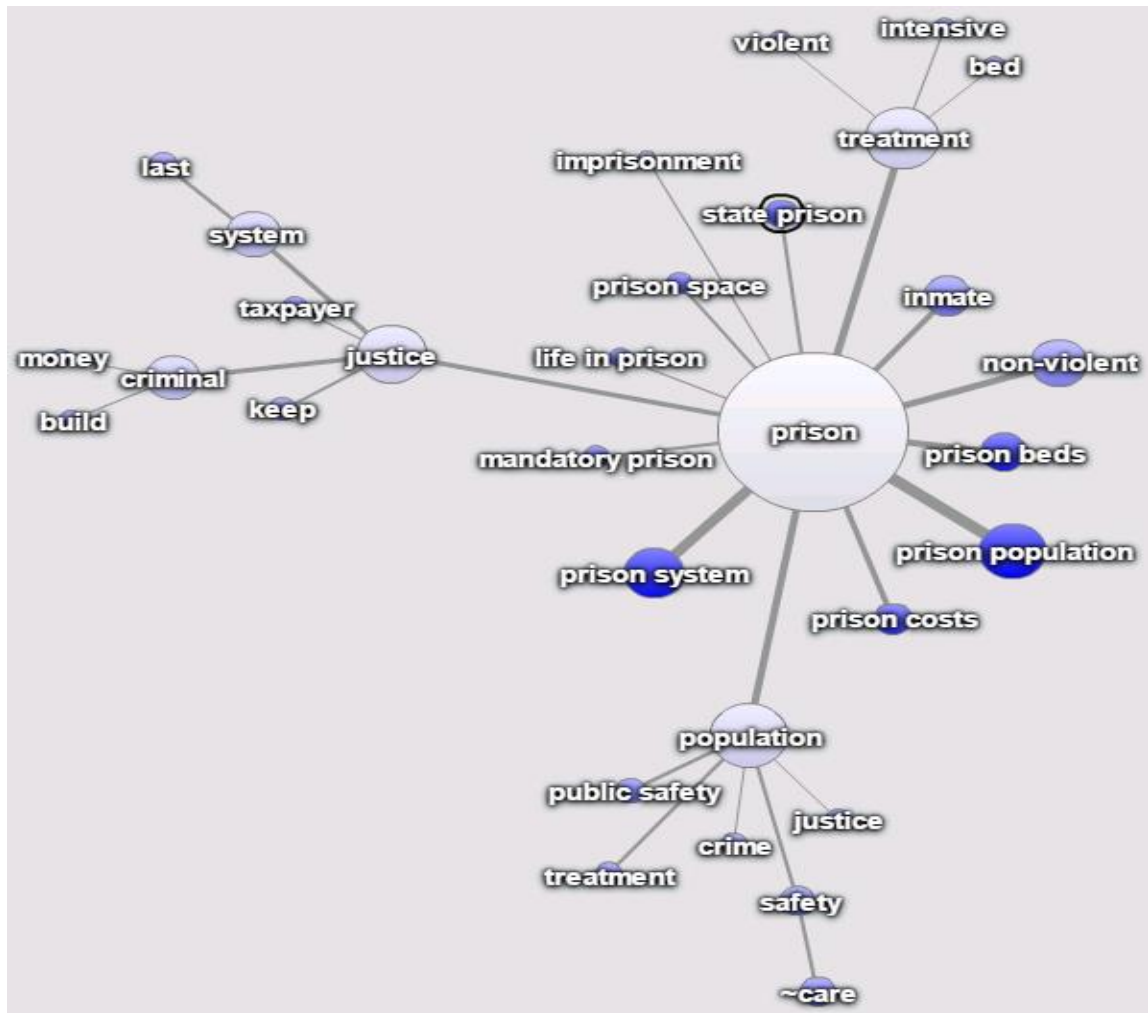 intensive
violent
bed
treatment
last
imprisonment
state prison
system
prison space
inmate
taxpayer
money
criminal
justice
life in prison
non-violent
build
keep
prison
mandatory prison
prison beds
prison system
prison population
prison costs
population
public safety
justice
crime
treatment
safety
~care